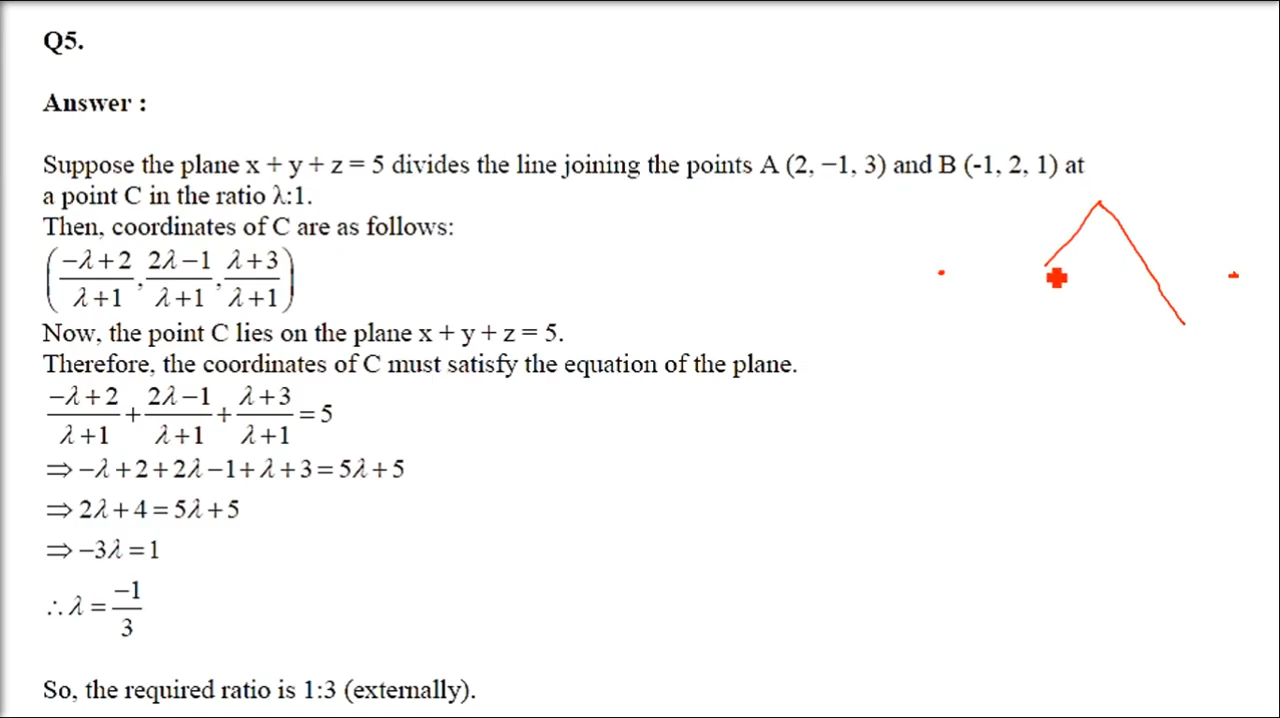 Q5.
Answer :
Suppose the plane x + y + z = 5 divides the line joining the points A (2, −1, 3) and B (-1, 2, 1) at
a point C in the ratio λ:1.
Then, coordinates of C are as follows:
((−λ+2)/(λ+1), (2λ−1)/(λ+1), (λ+3)/(λ+1))
Now, the point C lies on the plane x + y + z = 5.
Therefore, the coordinates of C must satisfy the equation of the plane.
(−λ+2)/(λ+1) + (2λ−1)/(λ+1) + (λ+3)/(λ+1) = 5
⇒ −λ+2+2λ−1+λ+3=5λ+5
⇒ 2λ+4=5λ+5
⇒ −3λ=1
∴ λ = −1/3
So, the required ratio is 1:3 (externally).